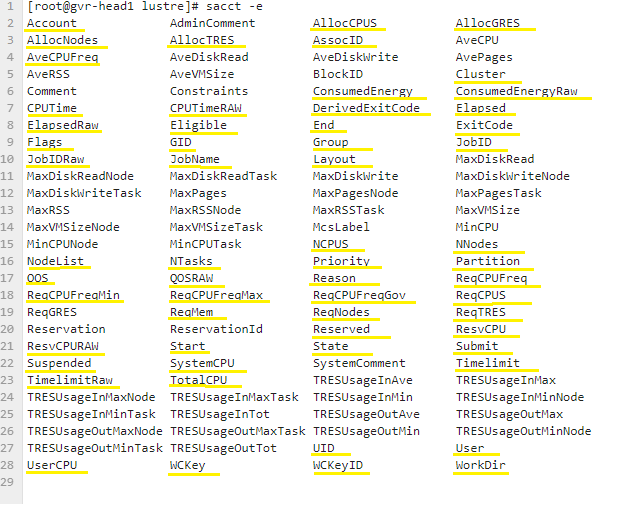 1 [root@gvr-head1 lustre]# sacct -e
2 Account AdminComment AllocCPUS AllocGRES
3 AllocNodes AllocTRES AssocID AveCPU
4 AveCPUFreq AveDiskRead AveDiskWrite AvePages
5 AveRSS AveVMSize BlockID Cluster
6 Comment Constraints ConsumedEnergy ConsumedEnergyRaw
7 CPUTime CPUTimeRAW DerivedExitCode Elapsed
8 ElapsedRaw Eligible End ExitCode
9 Flags GID Group JobID
10 JobIDRaw JobName Layout MaxDiskRead
11 MaxDiskReadNode MaxDiskReadTask MaxDiskWrite MaxDiskWriteNode
12 MaxDiskWriteTask MaxPages MaxPagesNode MaxPagesTask
13 MaxRSS MaxRSSNode MaxRSSTask MaxVMSize
14 MaxVMSizeNode MaxVMSizeTask McsLabel MinCPU
15 MinCPUNode MinCPUTask NCPUS NNodes
16 NodeList NTasks Priority Partition
17 QOS QOSRAW Reason ReqCPUFreq
18 ReqCPUFreqMin ReqCPUFreqMax ReqCPUFreqGov ReqCPUS
19 ReqGRES ReqMem ReqNodes ReqTRES
20 Reservation ReservationId Reserved ResvCPU
21 ResvCPURAW Start State Submit
22 Suspended SystemCPU SystemComment Timelimit
23 TimelimitRaw TotalCPU TRESUsageInAve TRESUsageInMax
24 TRESUsageInMaxNode TRESUsageInMaxTask TRESUsageInMin TRESUsageInMinNode
25 TRESUsageInMinTask TRESUsageInTot TRESUsageOutAve TRESUsageOutMax
26 TRESUsageOutMaxNode TRESUsageOutMaxTask TRESUsageOutMin TRESUsageOutMinNode
27 TRESUsageOutMinTask TRESUsageOutTot UID User
28 UserCPU WCKey WCKeyID WorkDir
29